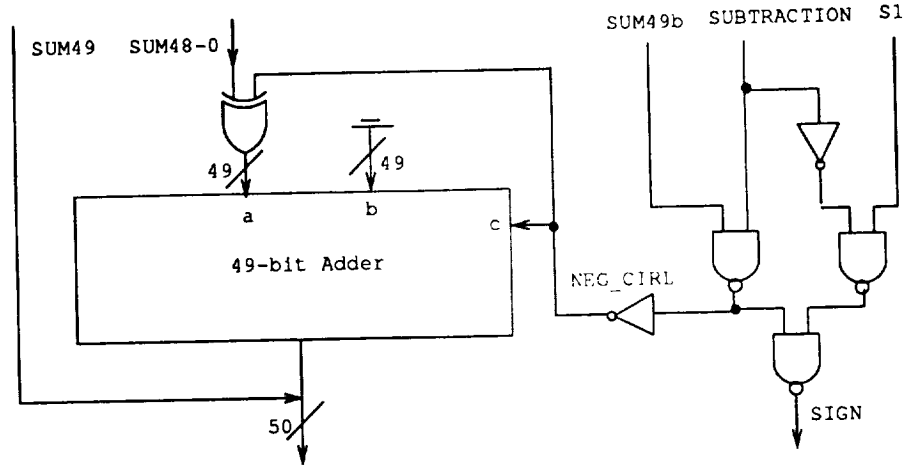 SUM49 SUM48-0 SUM49b SUBTRACTION S1
49 49
a b
c
49-bit Adder
NEG_CIRL
50 SIGN